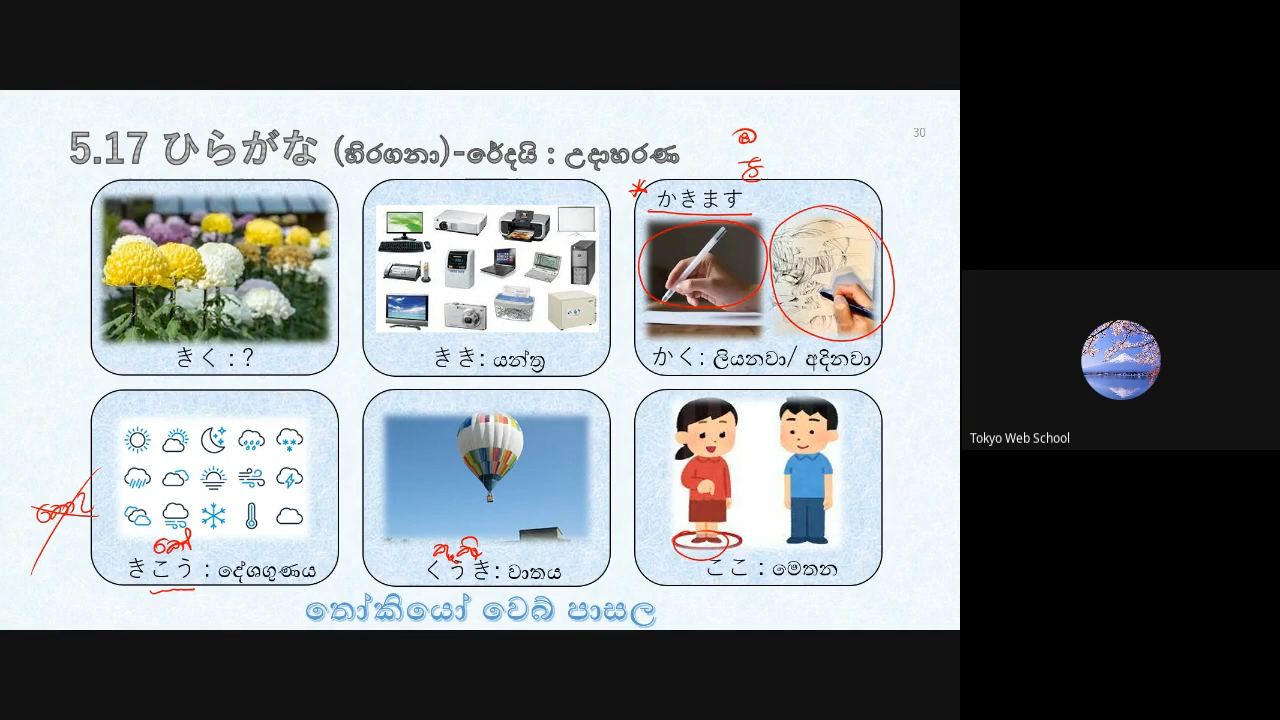 5.17 ひらがな (හිරගනා)-රේදයි : උදාහරණ
30
かきます
きく : ?
きき: යන්ත්‍ර
かく: ලියනවා/ අදිනවා
කෝ
きこう : දේශගුණය
くうき: වාතය
ここ : මෙතන
තෝකියෝ වෙබ් පාසල
Tokyo Web School